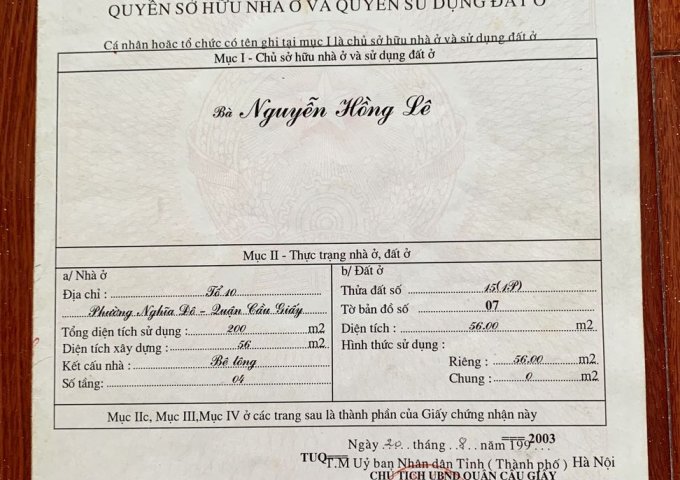 QUYỀN SỞ HỮU NHÀ Ở VÀ QUYỀN SỬ DỤNG ĐẤT Ở
Cá nhân hoặc tổ chức có tên ghi tại mục I là chủ sở hữu nhà ở và sử dụng đất ở
Mục I - Chủ sở hữu nhà ở và sử dụng đất ở
Bà Nguyễn Hồng Lê
Mục II - Thực trạng nhà ở, đất ở
a/ Nhà ở
Địa chỉ : Tổ 10
Phường Nghĩa Đô - Quận Cầu Giấy
Tổng diện tích sử dụng : 200 m2
Diện tích xây dựng : 56 m2
Kết cấu nhà : Bê tông
Số tầng: 04
b/ Đất ở
Thửa đất số 15(1P)
Tờ bản đồ số 07
Diện tích : 56.00 m2
Hình thức sử dụng :
Riêng : 56.00 m2
Chung : 0 m2
Mục IIc, Mục III,Mục IV ở các trang sau là thành phần của Giấy chứng nhận này
Ngày 20 tháng 8 năm 199 2003
TUQ T.M Uỷ ban Nhân dân Tỉnh ( Thành phố ) Hà Nội
CHỦ TỊCH UBND QUẬN CẦU GIẤY